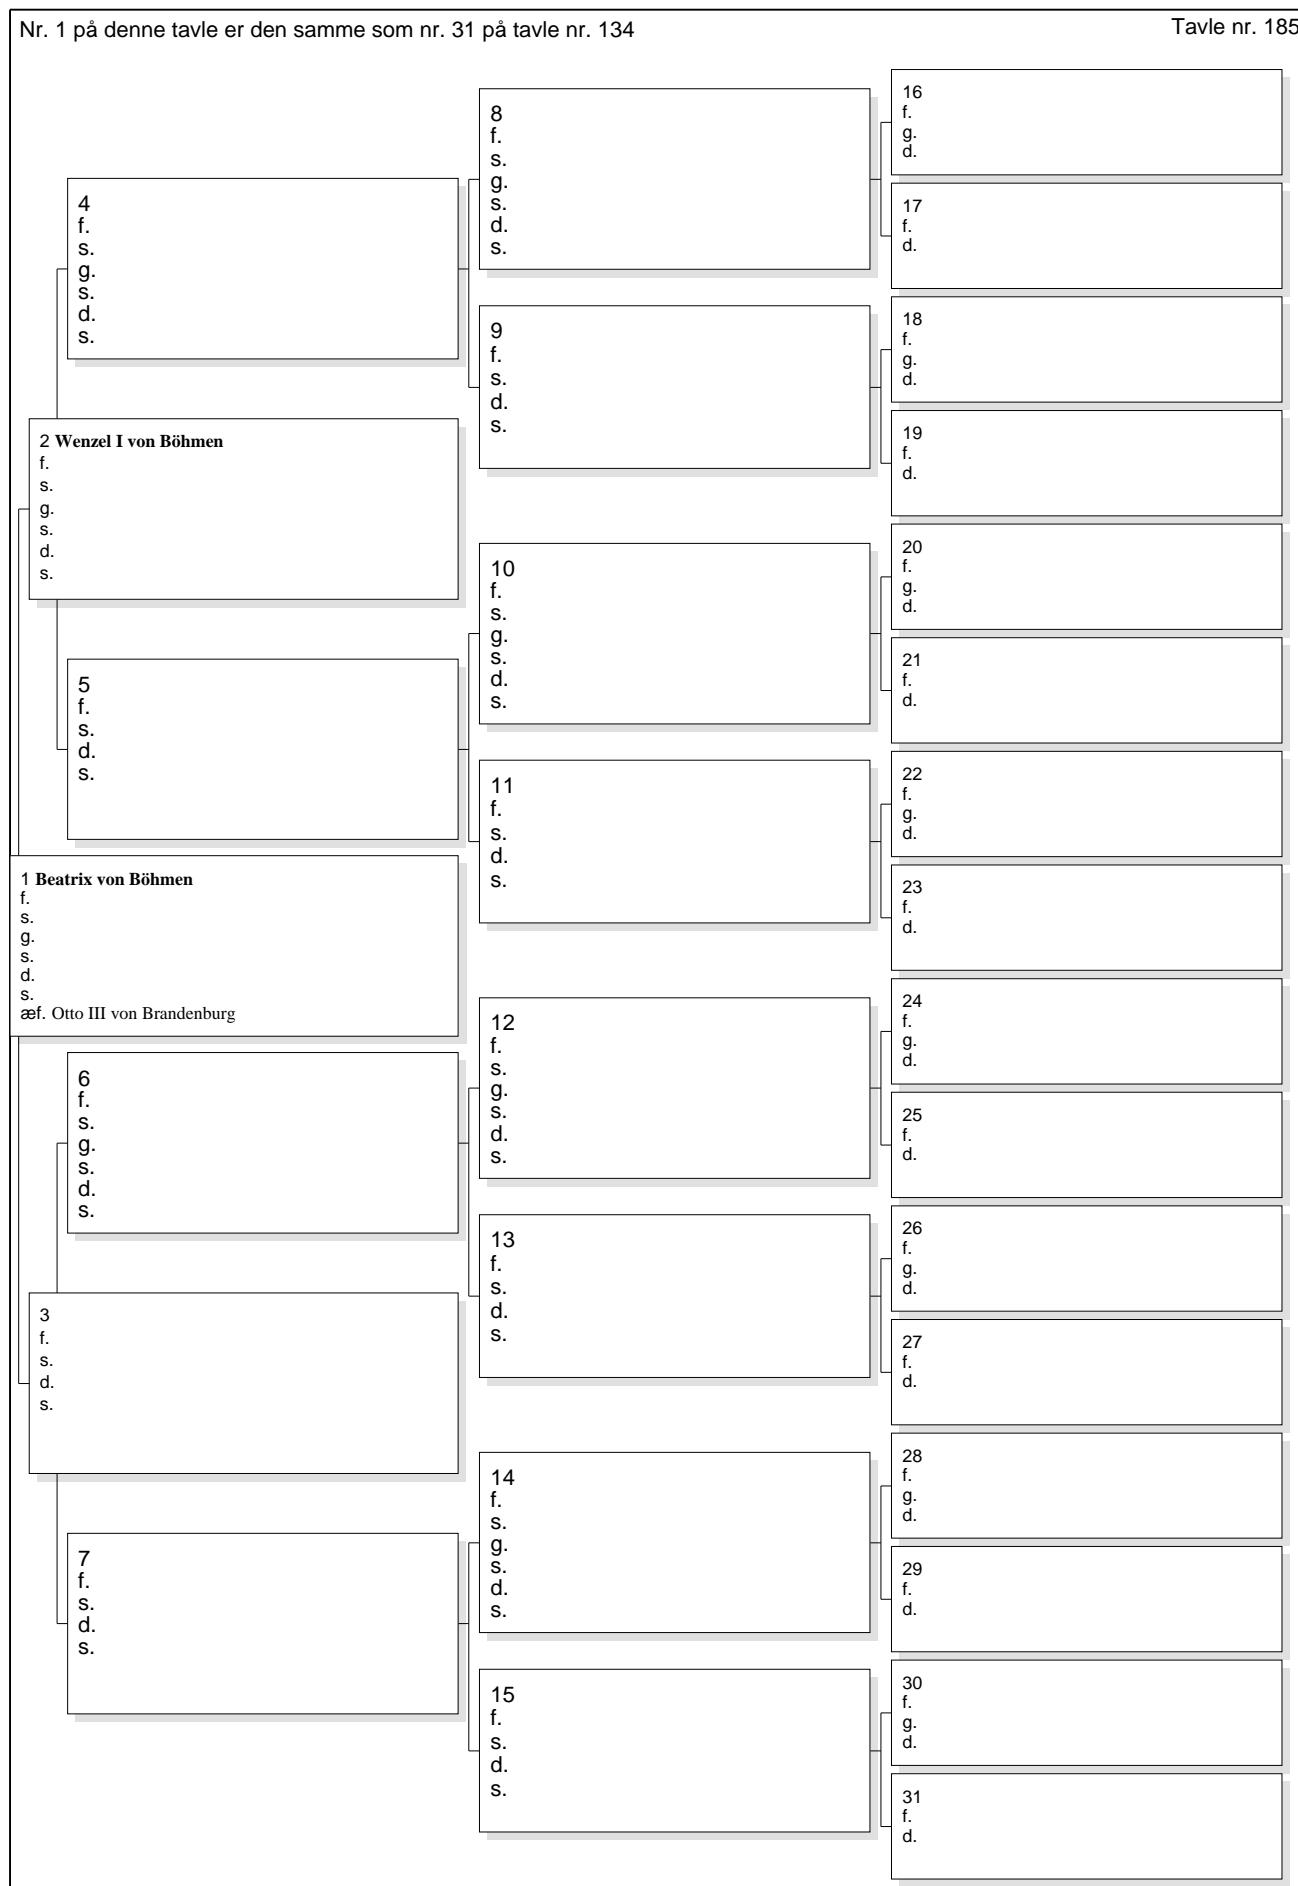 Nr. 1 på denne tavle er den samme som nr. 31 på tavle nr. 134
Tavle nr. 185
1 Beatrix von Böhmen
f.
s.
g.
s.
d.
s.
æf. Otto III von Brandenburg
2 Wenzel I von Böhmen
f.
s.
g.
s.
d.
s.
3
f.
s.
d.
s.
4
f.
s.
g.
s.
d.
s.
5
f.
s.
d.
s.
6
f.
s.
g.
s.
d.
s.
7
f.
s.
d.
s.
8
f.
s.
g.
s.
d.
s.
9
f.
s.
d.
s.
10
f.
s.
g.
s.
d.
s.
11
f.
s.
d.
s.
12
f.
s.
g.
s.
d.
s.
13
f.
s.
d.
s.
14
f.
s.
g.
s.
d.
s.
15
f.
s.
d.
s.
16
f.
g.
d.
17
f.
d.
18
f.
g.
d.
19
f.
d.
20
f.
g.
d.
21
f.
d.
22
f.
g.
d.
23
f.
d.
24
f.
g.
d.
25
f.
d.
26
f.
g.
d.
27
f.
d.
28
f.
g.
d.
29
f.
d.
30
f.
g.
d.
31
f.
d.